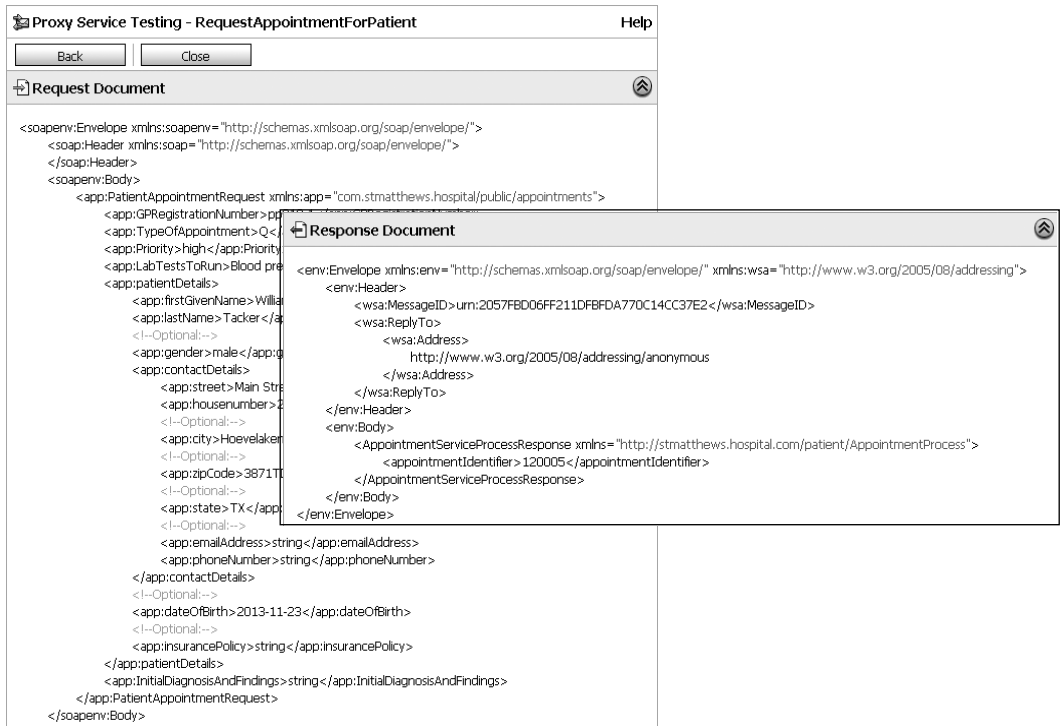 Proxy Service Testing - RequestAppointmentForPatient Help
Back Close
Request Document
<soapenv:Envelope xmlns:soapenv="http://schemas.xmlsoap.org/soap/envelope/">
<soap:Header xmlns:soap="http://schemas.xmlsoap.org/soap/envelope/">
</soap:Header>
<soapenv:Body>
<app:PatientAppointmentRequest xmlns:app="com.stmatthews.hospital/public/appointments">
<app:GPRegistrationNumber>
<app:TypeOfAppointment>Q</
<app:Priority>high</app:Priority
<app:LabTestsToRun>Blood pre
<app:patientDetails>
<app:firstGivenName>Willia
<app:lastName>Tacker</a
<!--Optional:-->
<app:gender>male</app:g
<app:contactDetails>
<app:street>Main Stre
<app:housenumber>2
<!--Optional:-->
<app:city>Hoevelaken
<!--Optional:-->
<app:zipCode>3871T
<!--Optional:-->
<app:state>TX</app:
<!--Optional:-->
<app:emailAddress>string</app:emailAddress>
<app:phoneNumber>string</app:phoneNumber>
</app:contactDetails>
<!--Optional:-->
<app:dateOfBirth>2013-11-23</app:dateOfBirth>
<!--Optional:-->
<app:insurancePolicy>string</app:insurancePolicy>
</app:patientDetails>
<app:InitialDiagnosisAndFindings>string</app:InitialDiagnosisAndFindings>
</app:PatientAppointmentRequest>
</soapenv:Body>
Response Document
<env:Envelope xmlns:env="http://schemas.xmlsoap.org/soap/envelope/" xmlns:wsa="http://www.w3.org/2005/08/addressing">
<env:Header>
<wsa:MessageID>urn:2057FBD06FF211DFBFDA770C14CC37E2</wsa:MessageID>
<wsa:ReplyTo>
<wsa:Address>
http://www.w3.org/2005/08/addressing/anonymous
</wsa:Address>
</wsa:ReplyTo>
</env:Header>
<env:Body>
<AppointmentServiceProcessResponse xmlns="http://stmatthews.hospital.com/patient/AppointmentProcess">
<appointmentIdentifier>120005</appointmentIdentifier>
</AppointmentServiceProcessResponse>
</env:Body>
</env:Envelope>